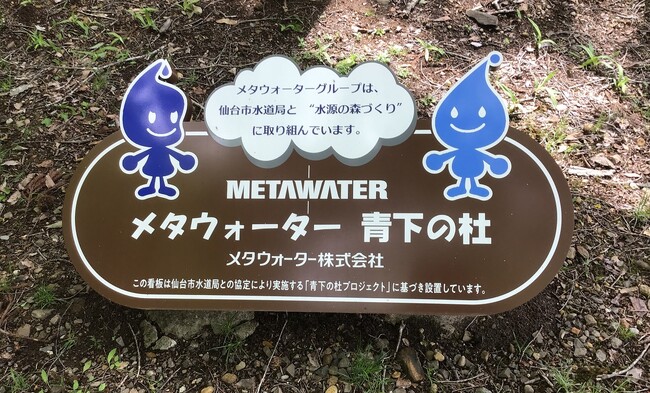 メタウォーターグループは、
仙台市水道局と “水源の森づくり”
に取り組んでいます。
METAWATER
メタウォーター 青下の杜
メタウォーター株式会社
この看板は仙台市水道局との協定により実施する「青下の杜プロジェクト」に基づき設置しています。